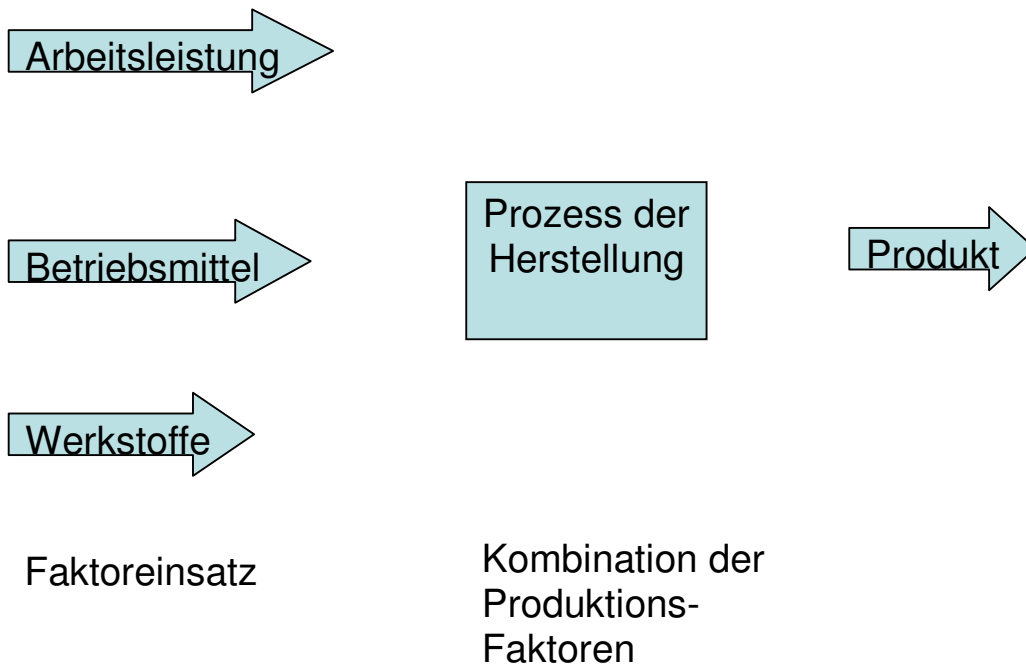 Arbeitsleistung
Betriebsmittel
Werkstoffe
Prozess der
Herstellung
Produkt
Faktoreinsatz
Kombination der
Produktions-
Faktoren